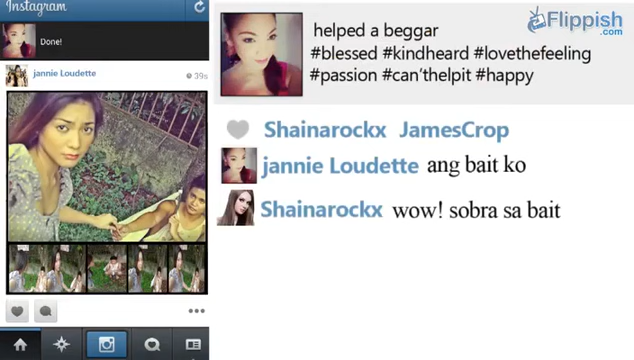 Instagram
Done!
jannie Loudette
39s
Flippish
.com
helped a beggar
#blessed #kindheard #lovethefeeling
#passion #can'thelpit #happy
Shainarockx JamesCrop
jannie Loudette ang bait ko
Shainarockx wow! sobra sa bait